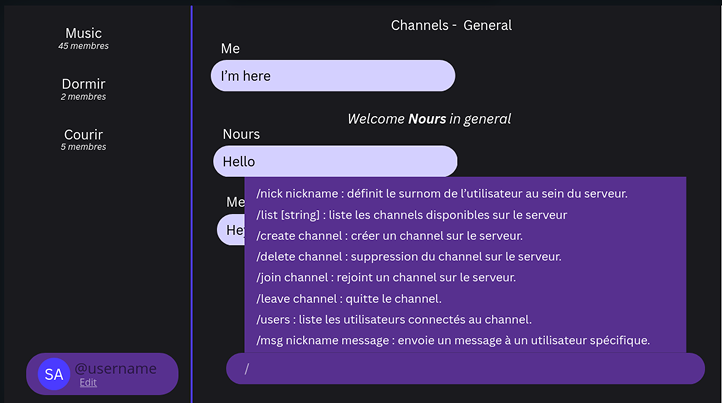 Music
45 membres
Dormir
2 membres
Courir
5 membres
SA
@username
Edit
Channels - General
Me
I'm here
Welcome Nours in general
Nours
Hello
Me
/nick nickname : définit le surnom de l'utilisateur au sein du serveur.
/list [string] : liste les channels disponibles sur le serveur
/create channel : créer un channel sur le serveur.
/delete channel : suppression du channel sur le serveur.
/join channel : rejoint un channel sur le serveur.
/leave channel : quitte le channel.
/users : liste les utilisateurs connectés au channel.
/msg nickname message : envoie un message à un utilisateur spécifique.
/